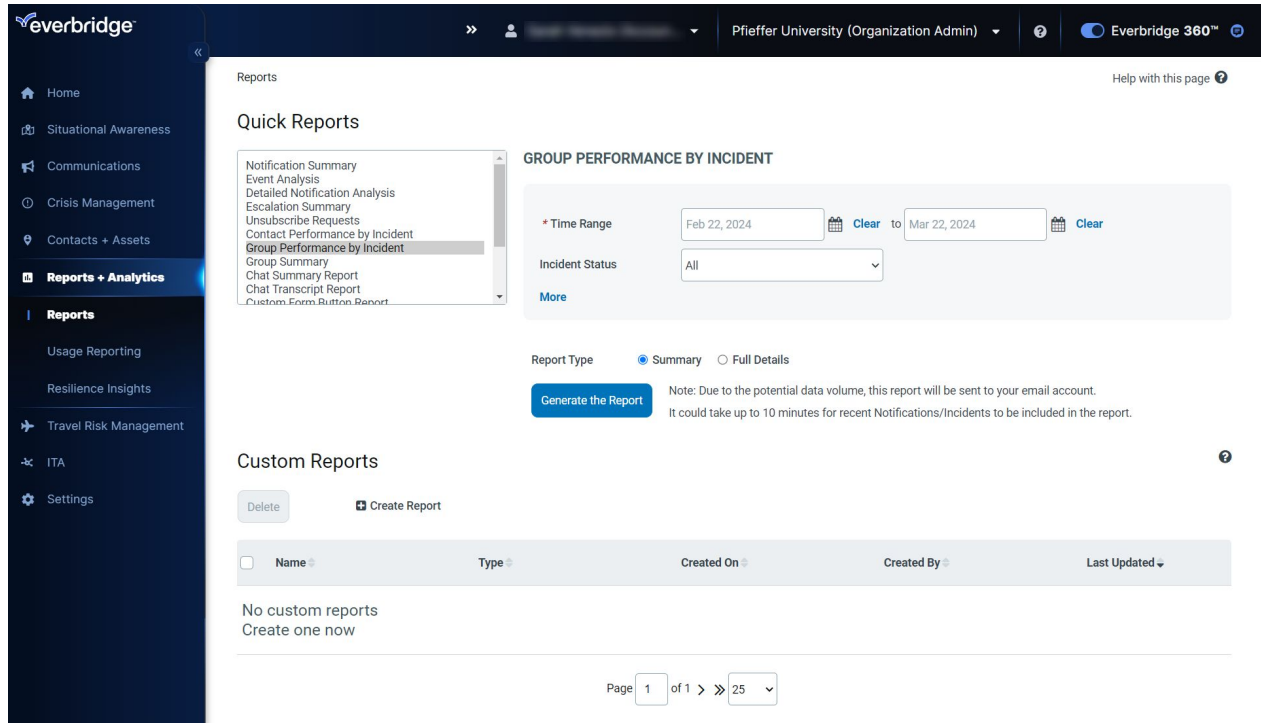 everbridge™
Pfieffer University (Organization Admin)
Everbridge 360™
Home
Situational Awareness
Communications
Crisis Management
Contacts + Assets
Reports + Analytics
Reports
Usage Reporting
Resilience Insights
Travel Risk Management
ITA
Settings
Reports
Help with this page
Quick Reports
Notification Summary
Event Analysis
Detailed Notification Analysis
Escalation Summary
Unsubscribe Requests
Contact Performance by Incident
Group Performance by Incident
Group Summary
Chat Summary Report
Chat Transcript Report
Custom Form Button Report
GROUP PERFORMANCE BY INCIDENT
* Time Range Feb 22, 2024 Clear to Mar 22, 2024 Clear
Incident Status All
More
Report Type Summary Full Details
Generate the Report
Note: Due to the potential data volume, this report will be sent to your email account.
It could take up to 10 minutes for recent Notifications/Incidents to be included in the report.
Custom Reports
Delete Create Report
Name Type Created On Created By Last Updated
No custom reports
Create one now
Page 1 of 1 25